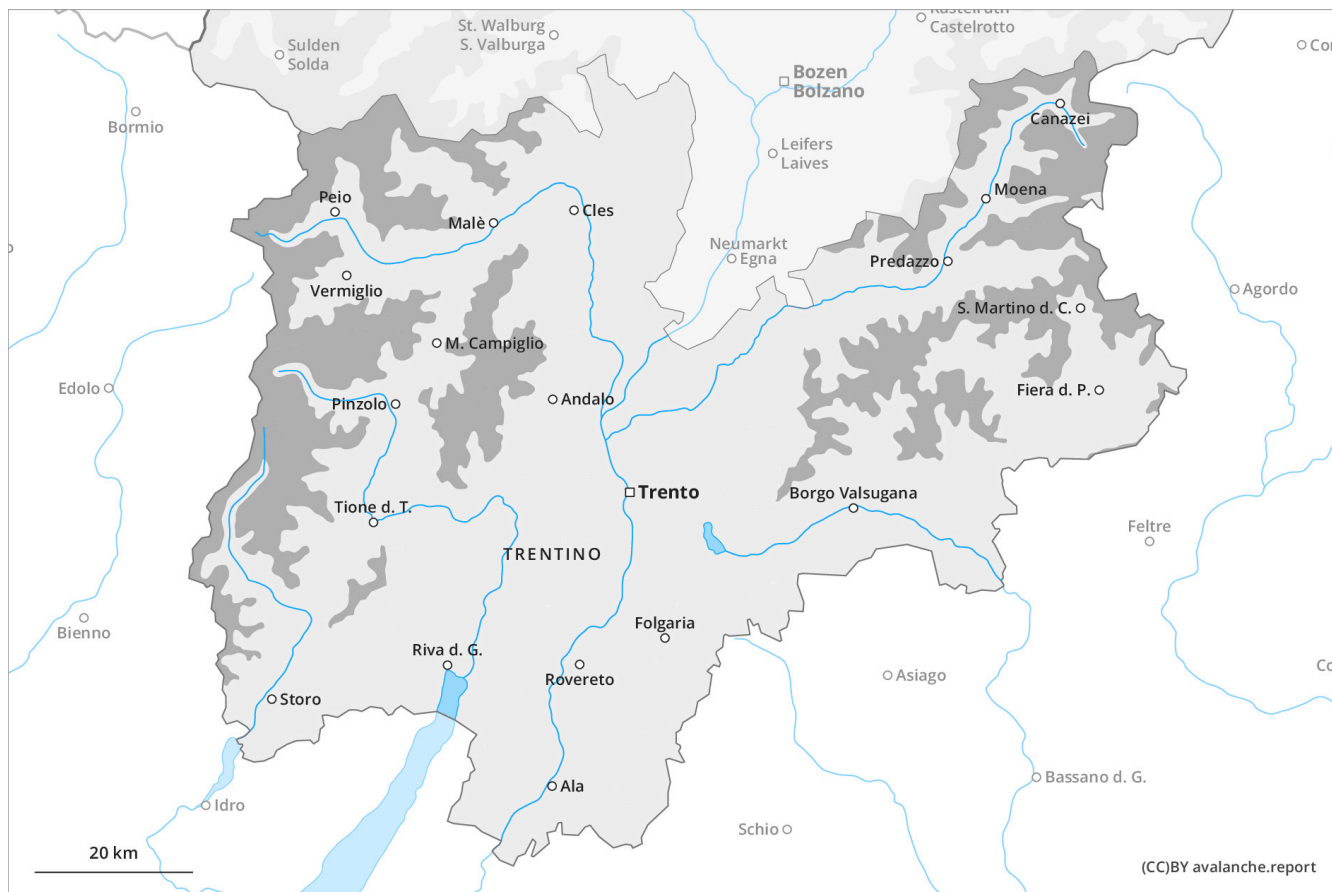 St. Walburg
S. Valburga
Kastelruth
Castelrotto
Sulden
Solda
Bozen
Bolzano
Bormio
Canazei
Leifers
Laives
Moena
Peio
Malè
Cles
Neumarkt
Egna
Predazzo
Vermiglio
Agordo
S. Martino d. C.
M. Campiglio
Edolo
Fiera d. P.
Pinzolo
Andalo
Trento
Borgo Valsugana
Tione d. T.
Feltre
TRENTINO
Bienno
Folgaria
Riva d. G.
Rovereto
Asiago
Storo
Bassano d. G.
Ala
Idro
Schio
20 km
(CC)BY avalanche.report